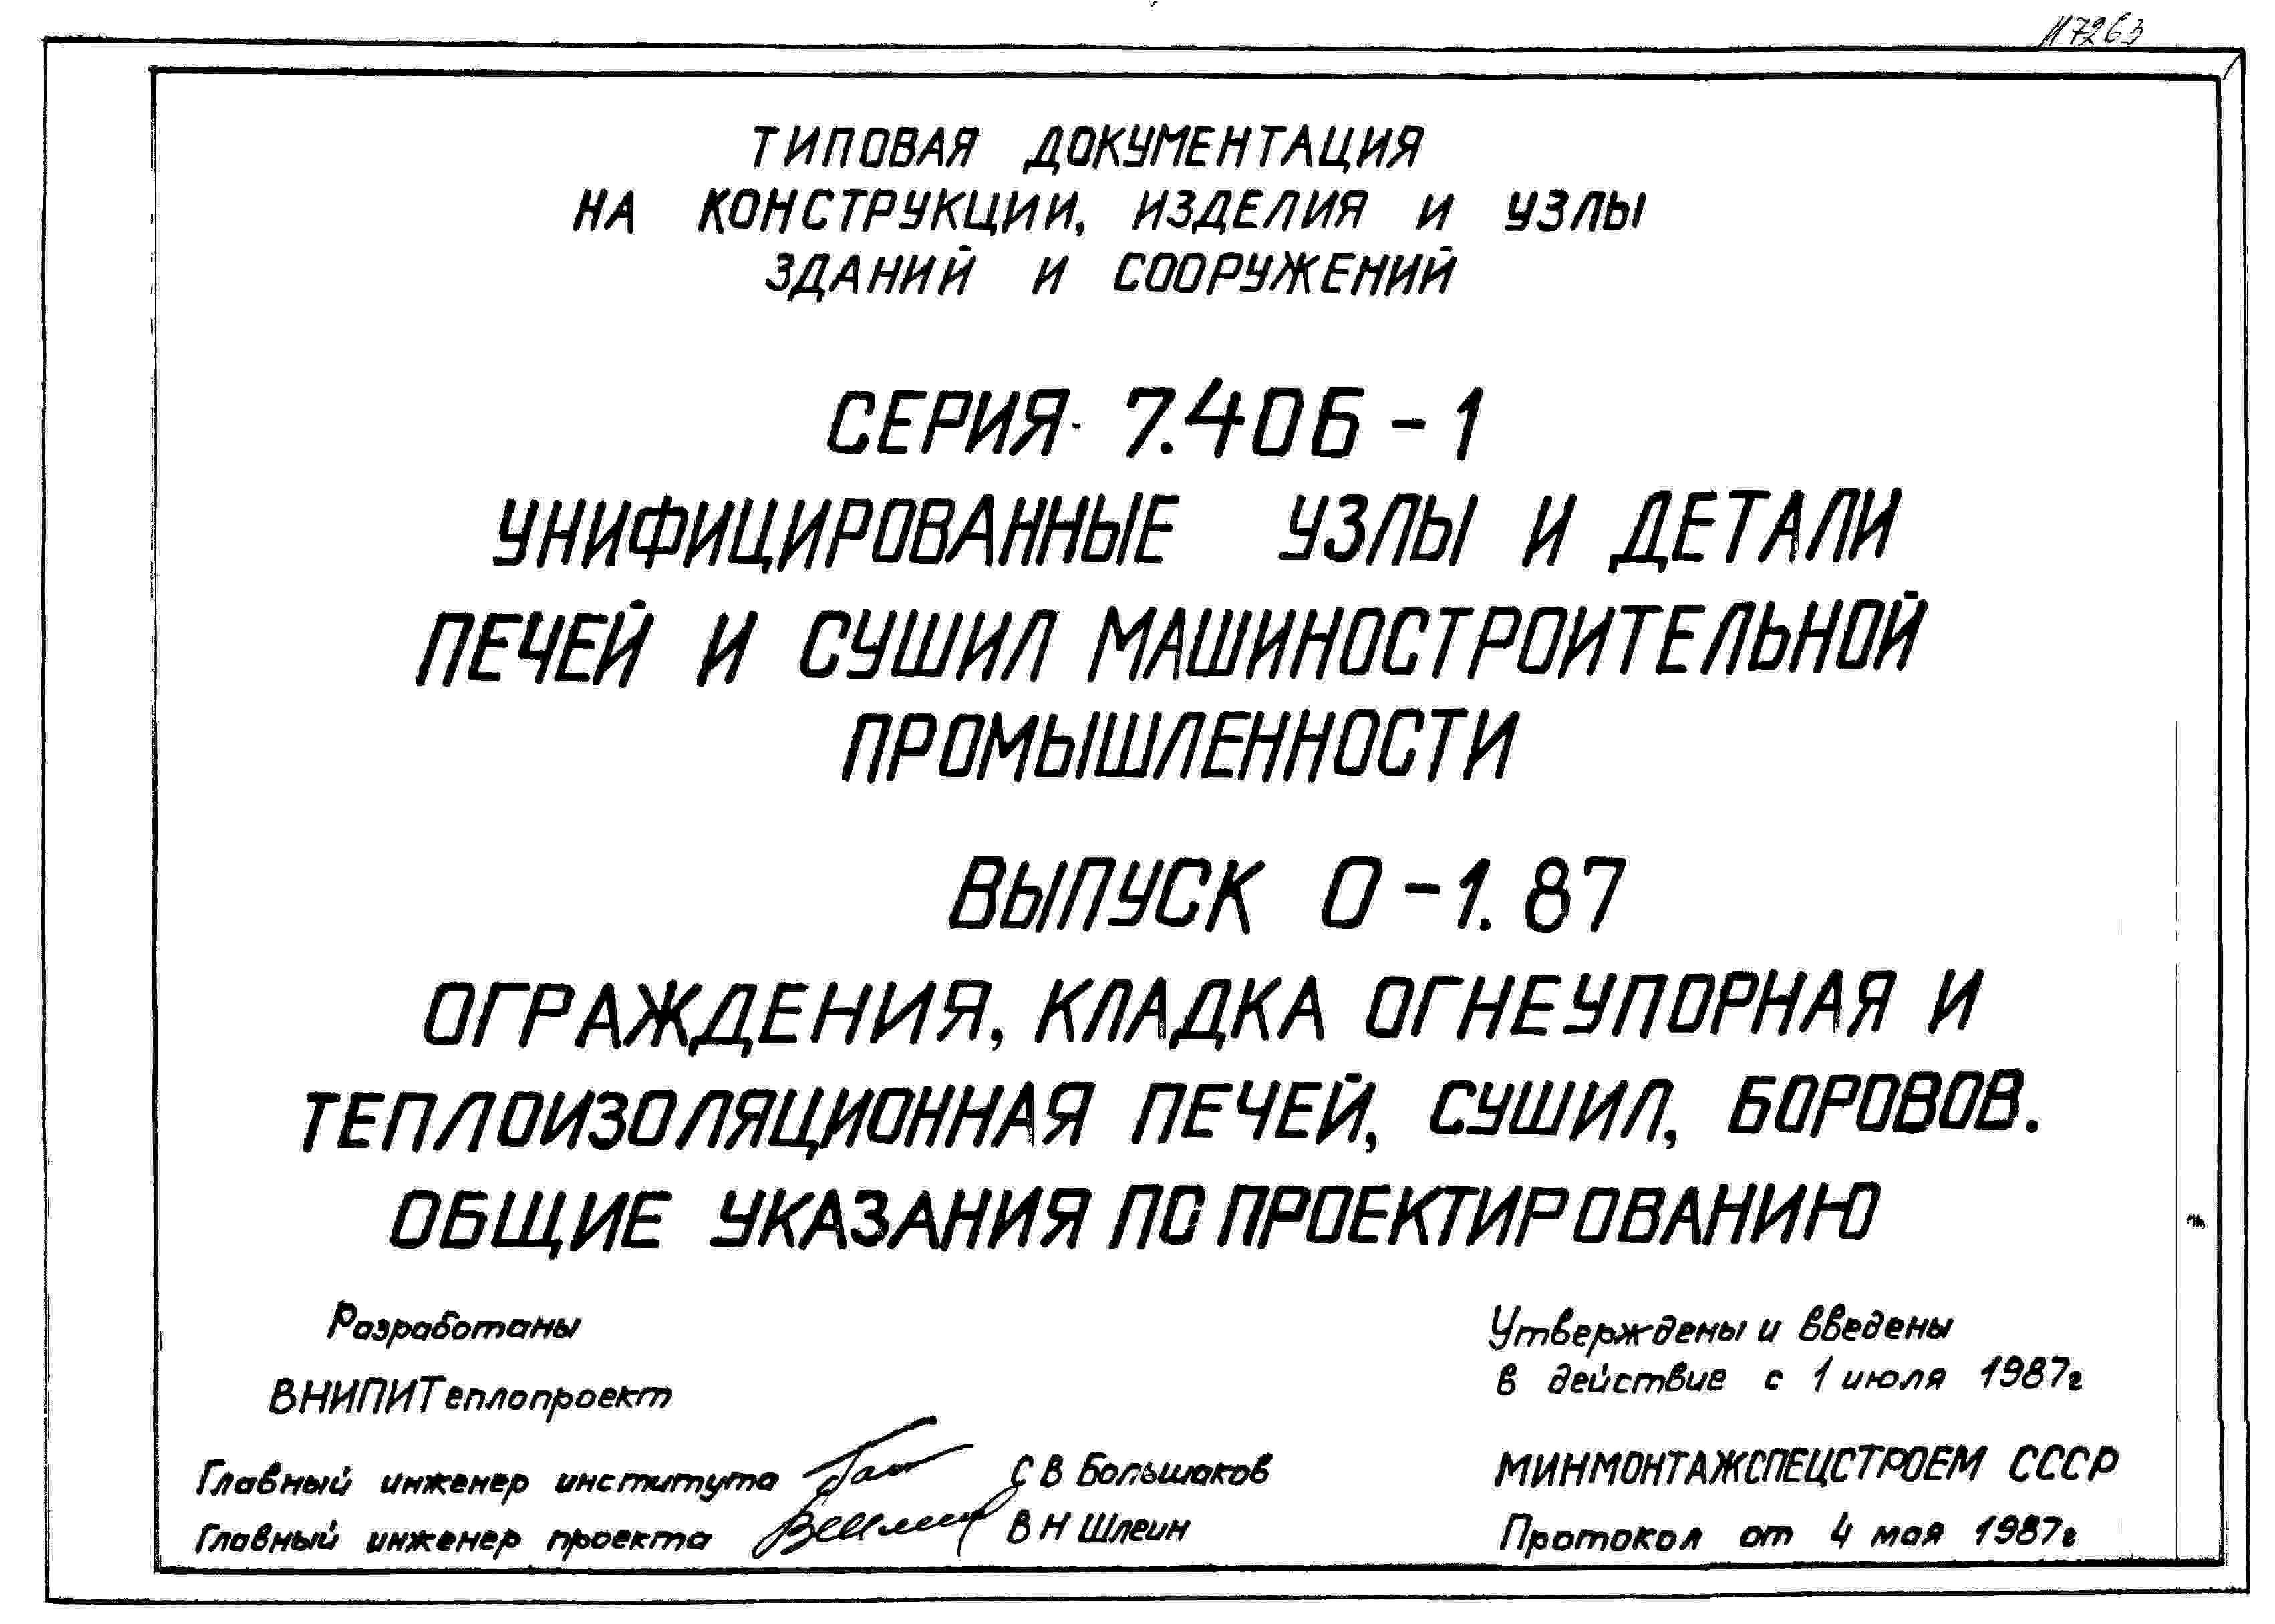 17263
ТИПОВАЯ ДОКУМЕНТАЦИЯ
НА КОНСТРУКЦИИ, ИЗДЕЛИЯ И УЗЛЫ
ЗДАНИЙ И СООРУЖЕНИЙ
СЕРИЯ 7.406-1
УНИФИЦИРОВАННЫЕ УЗЛЫ И ДЕТАЛИ
ПЕЧЕЙ И СУШИЛ МАШИНОСТРОИТЕЛЬНОЙ
ПРОМЫШЛЕННОСТИ
ВЫПУСК 0-1.87
ОГРАЖДЕНИЯ, КЛАДКА ОГНЕУПОРНАЯ И
ТЕПЛОИЗОЛЯЦИОННАЯ ПЕЧЕЙ, СУШИЛ, БОРОВОВ.
ОБЩИЕ УКАЗАНИЯ ПО ПРОЕКТИРОВАНИЮ
Разработаны
ВНИПИТеплопроект
Главный инженер института С В Большаков
Главный инженер проекта В Н Шлеин
Утверждены и введены
в действие с 1 июля 1987г
МИНМОНТАЖСПЕЦСТРОЕМ СССР
Протокол от 4 мая 1987г